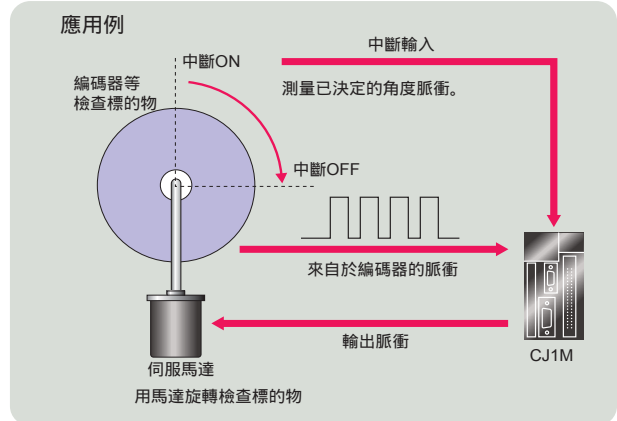 應用例
中斷ON
中斷輸入
編碼器等
檢查標的物
測量已決定的角度脈衝。
中斷OFF
來自於編碼器的脈衝
輸出脈衝
CJ1M
伺服馬達
用馬達旋轉檢查標的物